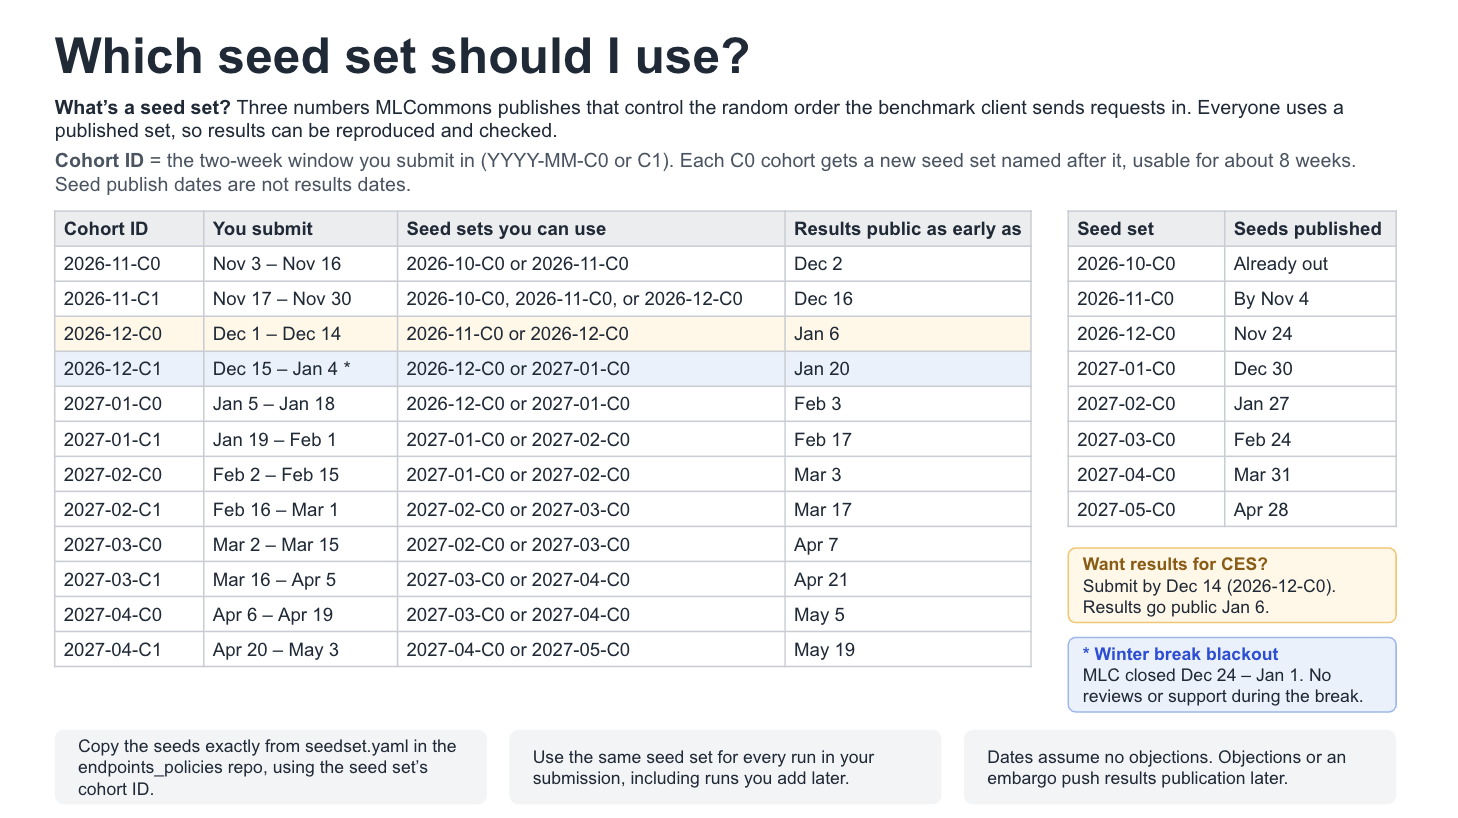 Which seed set should I use?
What’s a seed set? Three numbers MLCommons publishes that control the random order the benchmark client sends requests in. Everyone uses a
published set, so results can be reproduced and checked.
Cohort ID = the two-week window you submit in (YYYY-MM-C0 or C1). Each C0 cohort gets a new seed set named after it, usable for about 8 weeks.
Seed publish dates are not results dates.
Cohort ID You submit Seed sets you can use Results public as early as
2026-11-C0 Nov 3 – Nov 16 2026-10-C0 or 2026-11-C0 Dec 2
2026-11-C1 Nov 17 – Nov 30 2026-10-C0, 2026-11-C0, or 2026-12-C0 Dec 16
2026-12-C0 Dec 1 – Dec 14 2026-11-C0 or 2026-12-C0 Jan 6
2026-12-C1 Dec 15 – Jan 4 * 2026-12-C0 or 2027-01-C0 Jan 20
2027-01-C0 Jan 5 – Jan 18 2026-12-C0 or 2027-01-C0 Feb 3
2027-01-C1 Jan 19 – Feb 1 2027-01-C0 or 2027-02-C0 Feb 17
2027-02-C0 Feb 2 – Feb 15 2027-01-C0 or 2027-02-C0 Mar 3
2027-02-C1 Feb 16 – Mar 1 2027-02-C0 or 2027-03-C0 Mar 17
2027-03-C0 Mar 2 – Mar 15 2027-02-C0 or 2027-03-C0 Apr 7
2027-03-C1 Mar 16 – Apr 5 2027-03-C0 or 2027-04-C0 Apr 21
2027-04-C0 Apr 6 – Apr 19 2027-03-C0 or 2027-04-C0 May 5
2027-04-C1 Apr 20 – May 3 2027-04-C0 or 2027-05-C0 May 19
Seed set Seeds published
2026-10-C0 Already out
2026-11-C0 By Nov 4
2026-12-C0 Nov 24
2027-01-C0 Dec 30
2027-02-C0 Jan 27
2027-03-C0 Feb 24
2027-04-C0 Mar 31
2027-05-C0 Apr 28
Want results for CES?
Submit by Dec 14 (2026-12-C0).
Results go public Jan 6.
* Winter break blackout
MLC closed Dec 24 – Jan 1. No
reviews or support during the break.
Copy the seeds exactly from seedset.yaml in the
endpoints_policies repo, using the seed set’s
cohort ID.
Use the same seed set for every run in your
submission, including runs you add later.
Dates assume no objections. Objections or an
embargo push results publication later.